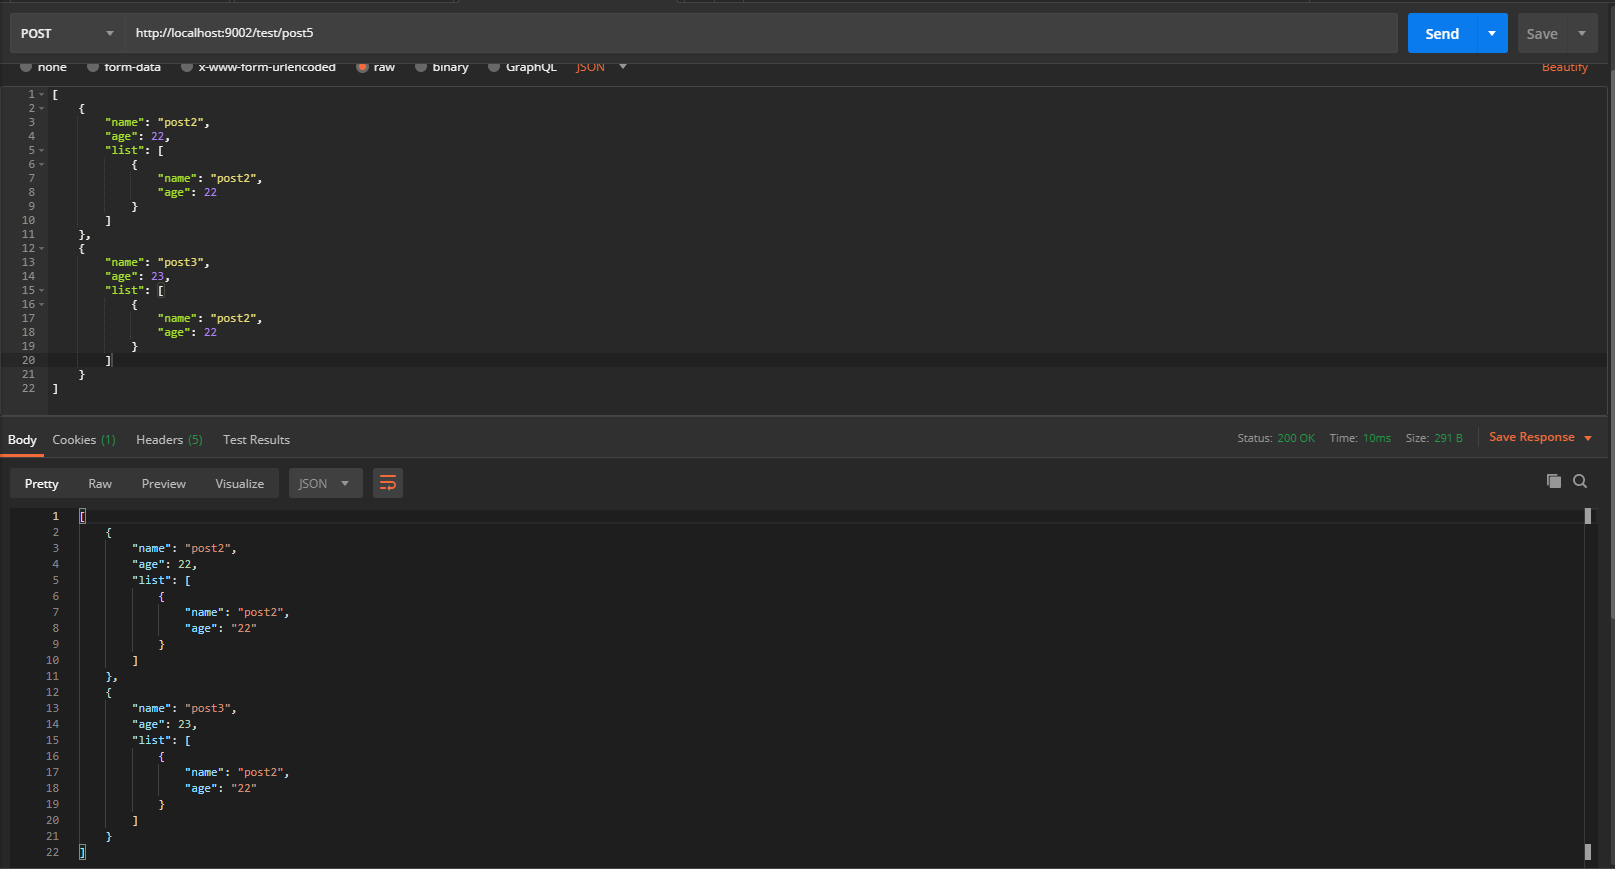 POST http://localhost:9002/test/post5 Send Save
none form-data x-www-form-urlencoded raw binary GraphQL JSON Beautify
1 [
2 {
3 "name": "post2",
4 "age": 22,
5 "list": [
6 {
7 "name": "post2",
8 "age": 22
9 }
10 ]
11 },
12 {
13 "name": "post3",
14 "age": 23,
15 "list": [
16 {
17 "name": "post2",
18 "age": 22
19 }
20 ]
21 }
22 ]
Body Cookies (1) Headers (5) Test Results Status: 200 OK Time: 10ms Size: 291 B Save Response
Pretty Raw Preview Visualize JSON
1 [
2 {
3 "name": "post2",
4 "age": 22,
5 "list": [
6 {
7 "name": "post2",
8 "age": "22"
9 }
10 ]
11 },
12 {
13 "name": "post3",
14 "age": 23,
15 "list": [
16 {
17 "name": "post2",
18 "age": "22"
19 }
20 ]
21 }
22 ]